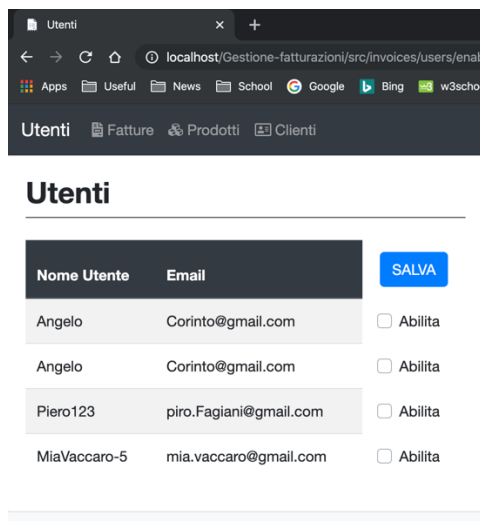 Utenti
localhost/Gestione-fatturazioni/src/invoices/users/enab
Apps Useful News School Google Bing w3scho
Utenti Fatture Prodotti Clienti
Utenti
Nome Utente Email SALVA
Angelo Corinto@gmail.com Abilita
Angelo Corinto@gmail.com Abilita
Piero123 piro.Fagiani@gmail.com Abilita
MiaVaccaro-5 mia.vaccaro@gmail.com Abilita